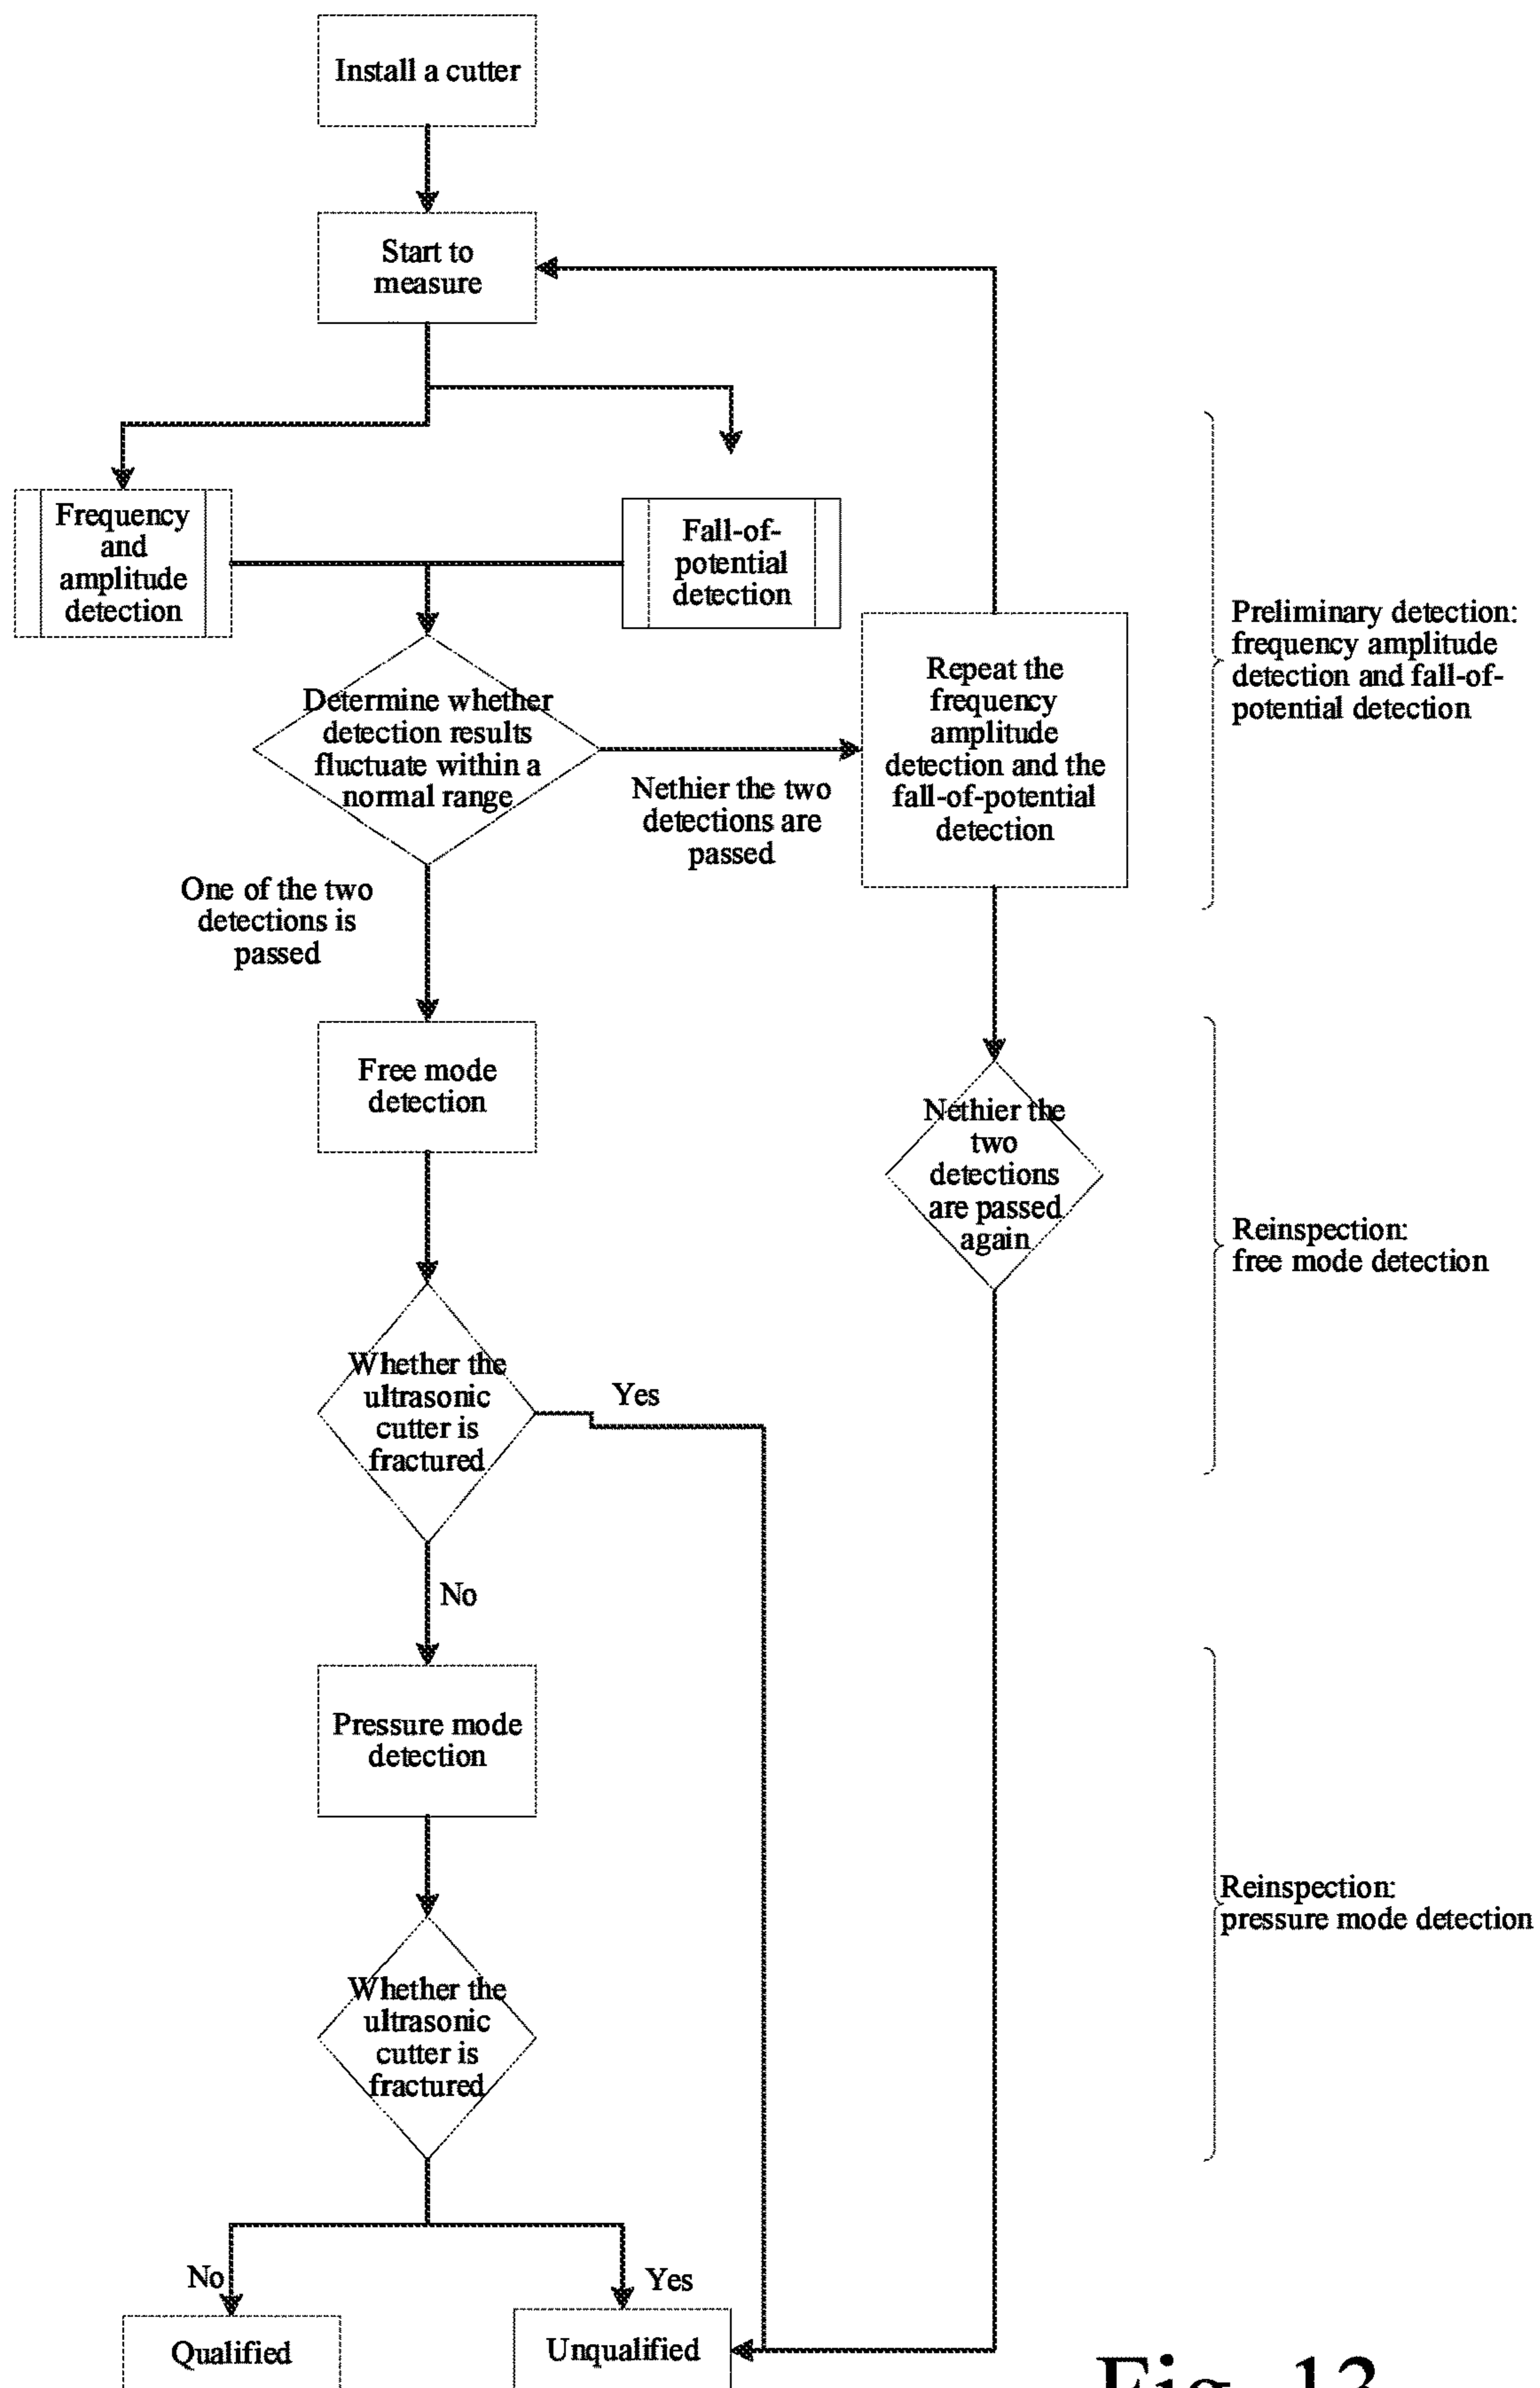 Install a cutter
Start to
measure
Frequency
and
amplitude
detection
Fall-of-
potential
detection
Preliminary detection:
frequency amplitude
detection and fall-of-
potential detection
Repeat the
frequency
amplitude
detection and the
fall-of-potential
detection
Determine whether
detection results
fluctuate within a
normal range
Nethier the two
detections are
passed
One of the two
detections is
passed
Free mode
detection
Nethier the
two
detections
are passed
again
Reinspection:
free mode detection
Whether the
ultrasonic
cutter is
fractured
Yes
No
Pressure mode
detection
Reinspection:
pressure mode detection
Whether the
ultrasonic
cutter is
fractured
No
Yes
Qualified
Unqualified
Fig. 13